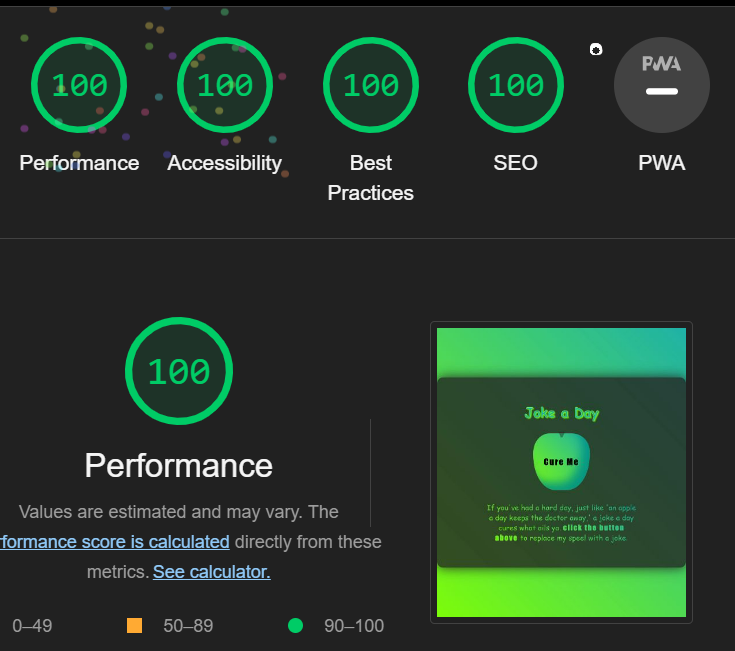 100 100 100 100 PWA
Performance Accessibility Best Practices SEO PWA
100
Performance
Values are estimated and may vary. The
formance score is calculated directly from these
metrics. See calculator.
0–49 50–89 90–100
Joke a Day
Cure Me
If you've had a hard day, just like 'an apple
a day keeps the doctor away,' a joke a day
cures what ails ya. click the button
above to replace my speel with a joke.